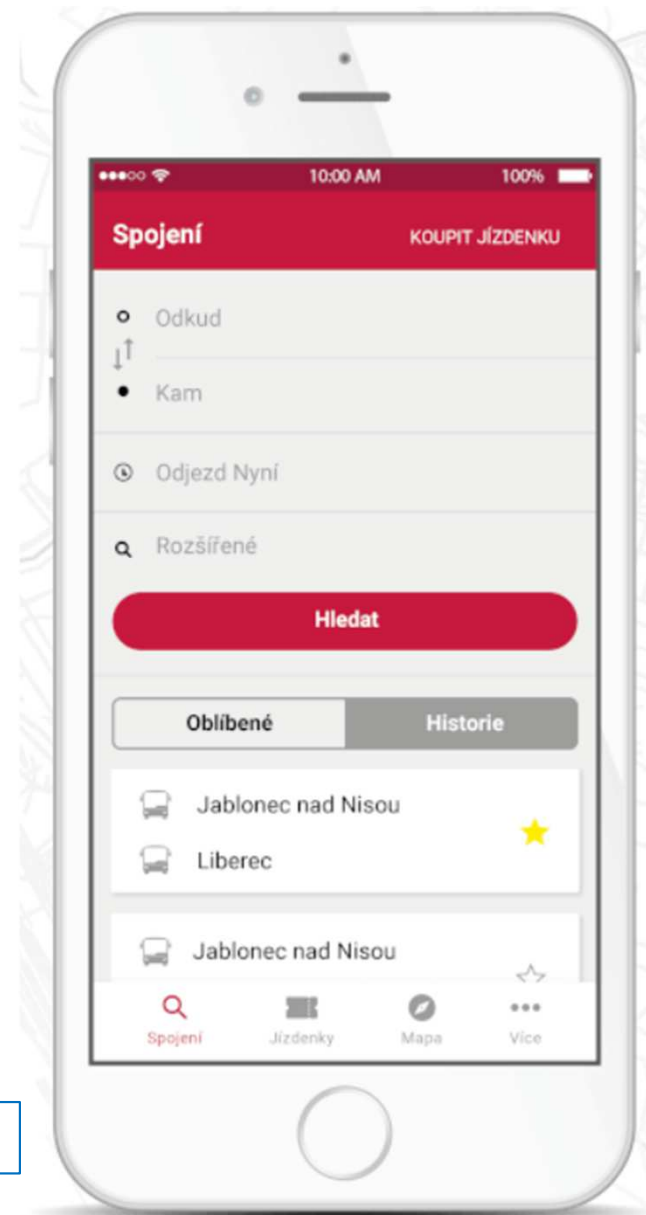 10:00 AM 100%
Spojení KOUPIT JÍZDENKU
Odkud
Kam
Odjezd Nyní
Rozšířené
Hledat
Oblíbené Historie
Jablonec nad Nisou
Liberec
Jablonec nad Nisou
Spojení Jízdenky Mapa Více